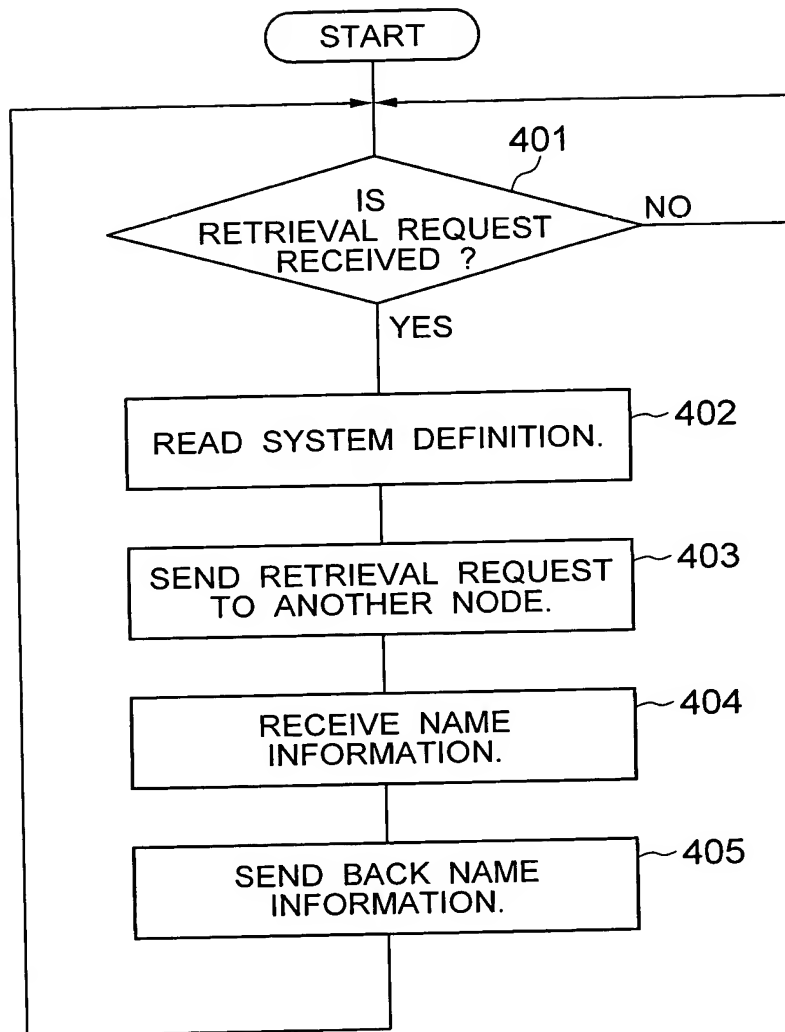 START
401
IS
RETRIEVAL REQUEST
RECEIVED ?
NO
YES
READ SYSTEM DEFINITION.
402
SEND RETRIEVAL REQUEST
TO ANOTHER NODE.
403
RECEIVE NAME
INFORMATION.
404
SEND BACK NAME
INFORMATION.
405